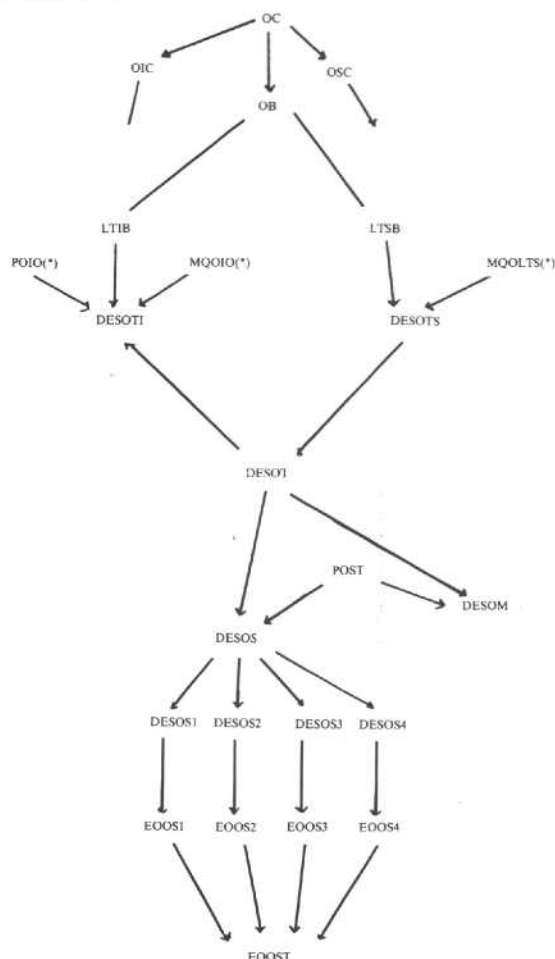 OC
OIC
OSC
OB
LTIB
LTSB
POIO(*)
MQOIO(*)
MQOLTS(*)
DESOTI
DESOTS
DESOT
POST
DESOM
DESOS
DESOS1 DESOS2 DESOS3 DESOS4
EOOS1 EOOS2 EOOS3 EOOS4
EOOST